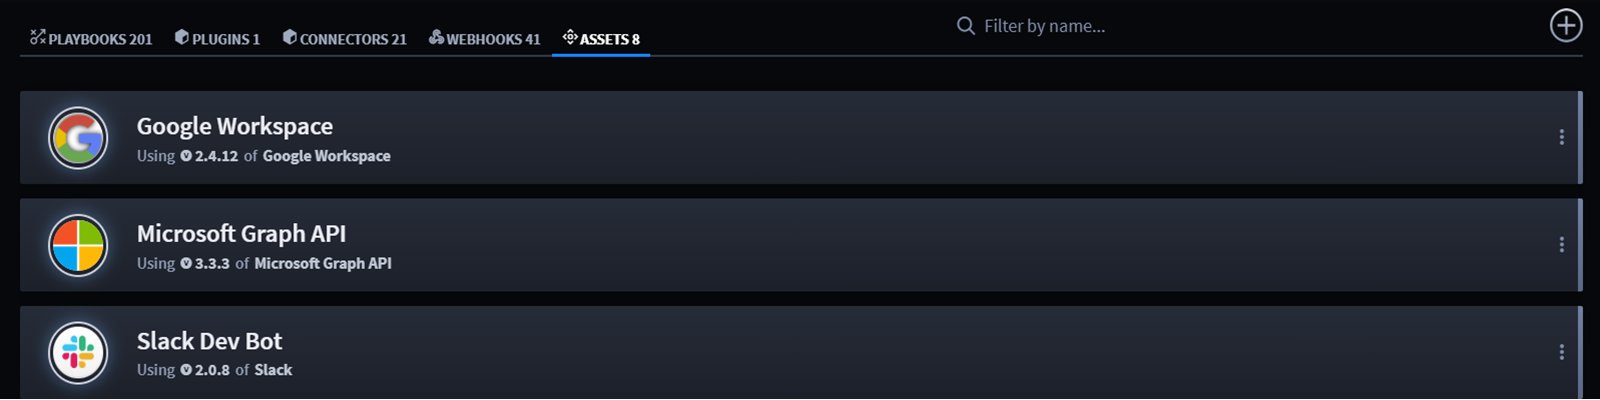 PLAYBOOKS 201 PLUGINS 1 CONNECTORS 21 WEBHOOKS 41 ASSETS 8 Filter by name...
Google Workspace
Using V 2.4.12 of Google Workspace
Microsoft Graph API
Using V 3.3.3 of Microsoft Graph API
Slack Dev Bot
Using V 2.0.8 of Slack